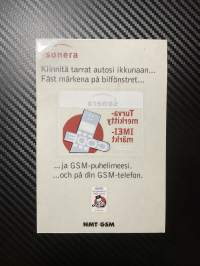 sonera
Kiinnitä tarrat autosi ikkunaan...
Fäst märkena på bilfönstret...
sonera
Turva-
merkitty
IMEI-
märkt
...ja GSM-puhelimeesi.
...och på din GSM-telefon.
NMT GSM